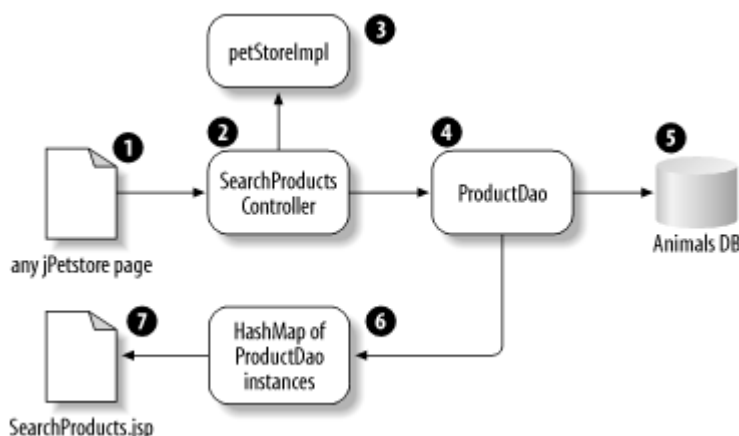 3
petStoreImpl
1
2
4
5
SearchProducts
Controller
ProductDao
any jPetstore page
Animals DB
7
HashMap of
ProductDao
instances
6
SearchProducts.jsp